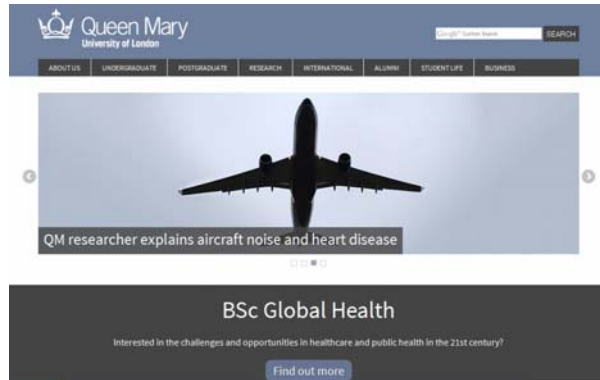 Queen Mary
University of London
SEARCH
ABOUT US UNDERGRADUATE POSTGRADUATE RESEARCH INTERNATIONAL ALUMNI STUDENT LIFE BUSINESS
QM researcher explains aircraft noise and heart disease
BSc Global Health
Interested in the challenges and opportunities in healthcare and public health in the 21st century?
Find out more